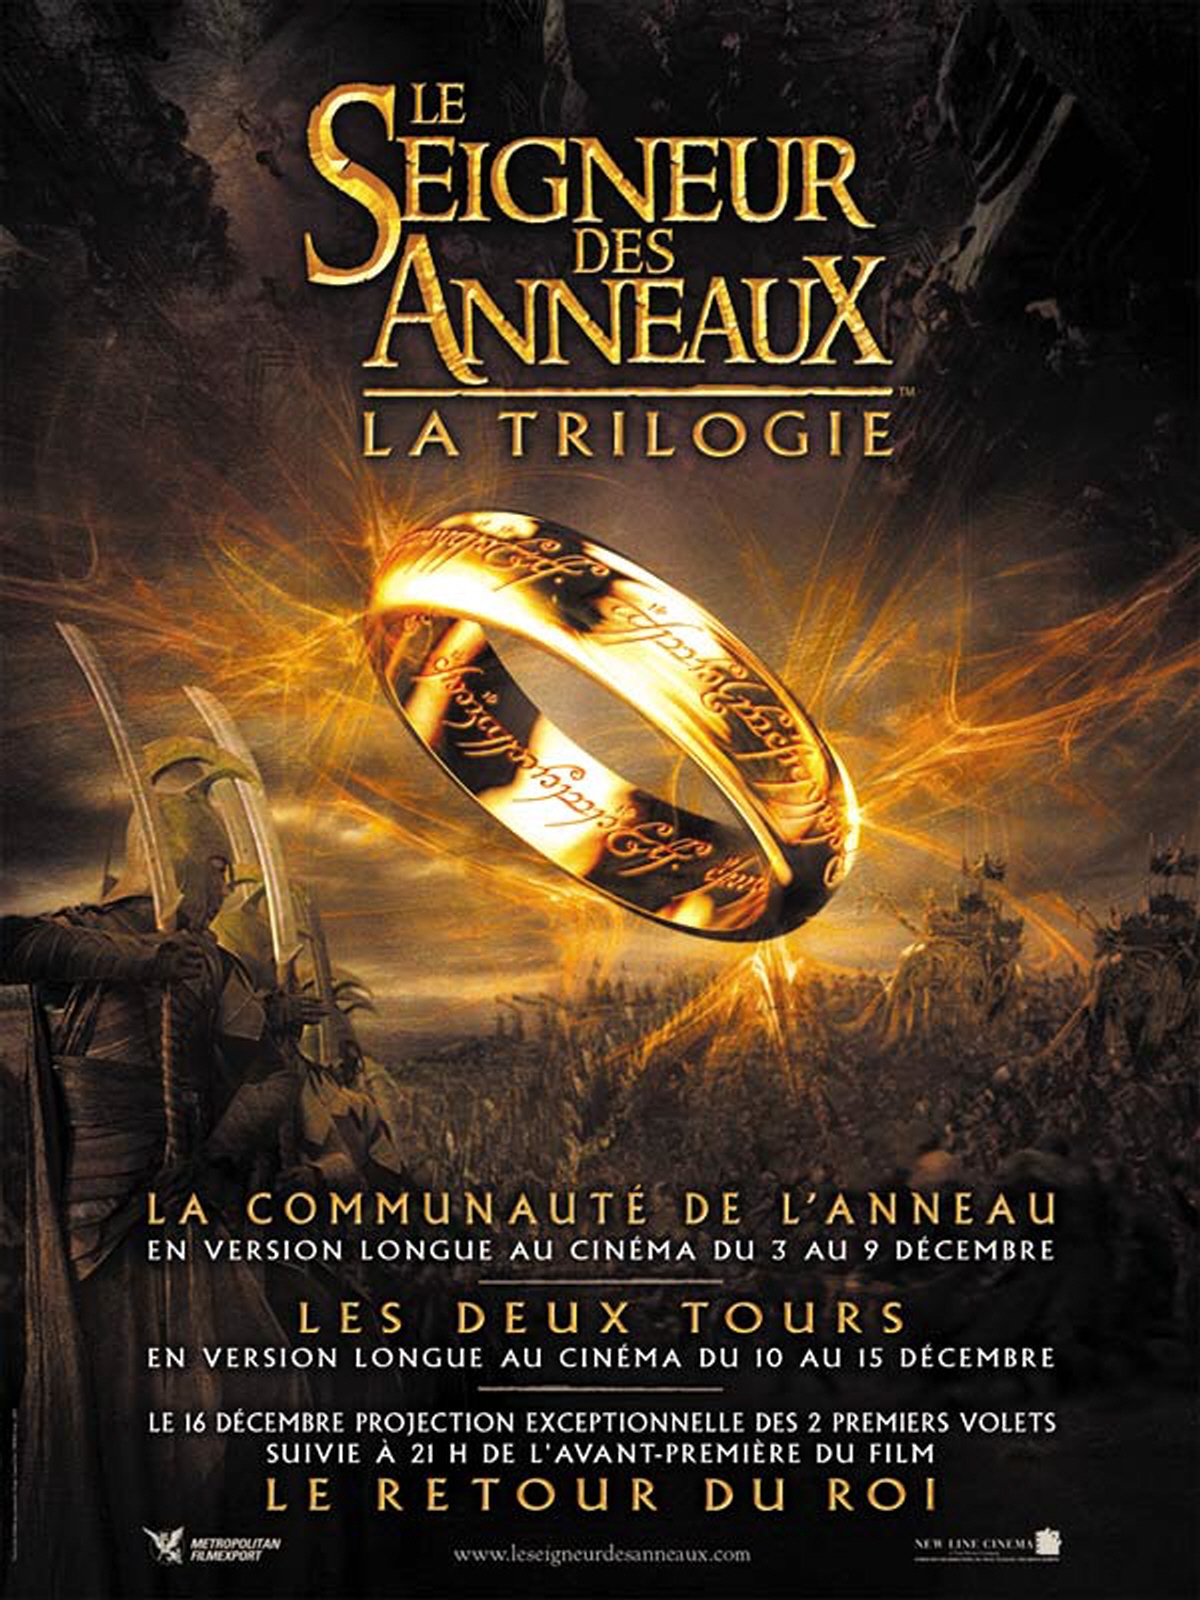 LE
SEIGNEUR
DES
ANNEAUX
TM
LA TRILOGIE
LA COMMUNAUTÉ DE L'ANNEAU
EN VERSION LONGUE AU CINÉMA DU 3 AU 9 DÉCEMBRE
LES DEUX TOURS
EN VERSION LONGUE AU CINÉMA DU 10 AU 15 DÉCEMBRE
LE 16 DÉCEMBRE PROJECTION EXCEPTIONNELLE DES 2 PREMIERS VOLETS
SUIVIE À 21 H DE L'AVANT-PREMIÈRE DU FILM
LE RETOUR DU ROI
METROPOLITAN
FILMEXPORT
www.leseigneurdesanneaux.com
NEW LINE CINEMA